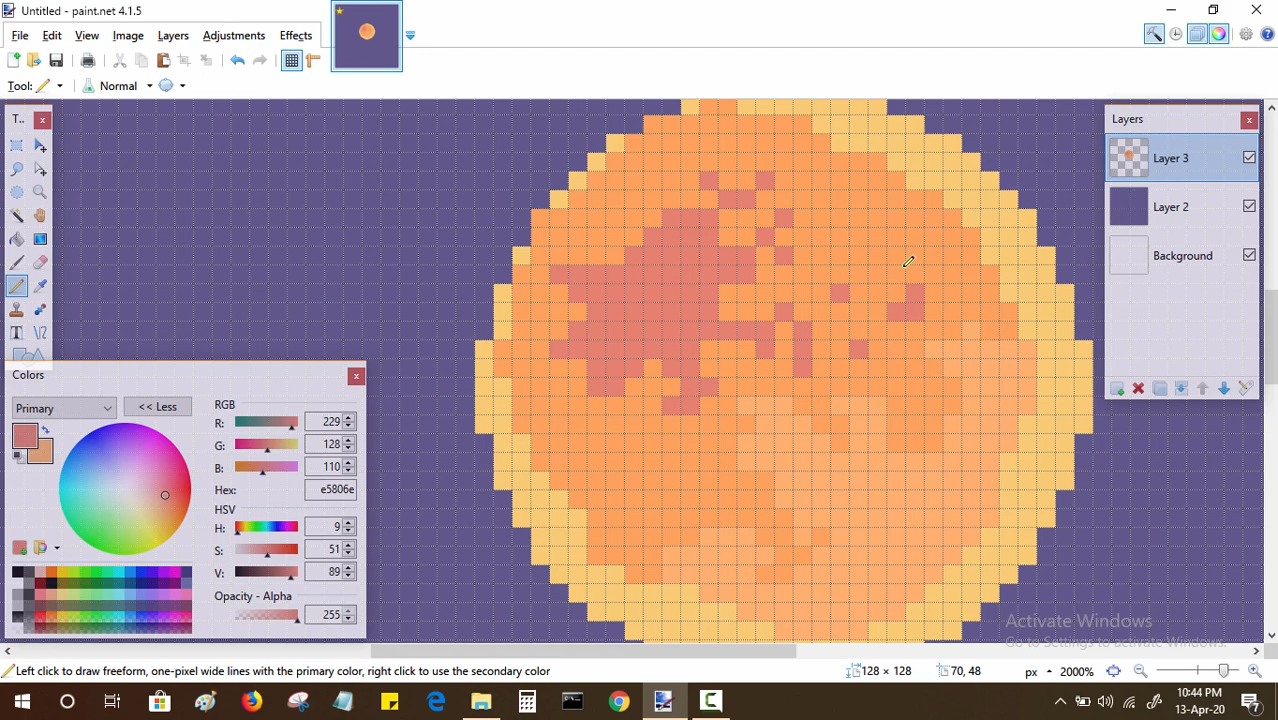 Untitled - paint.net 4.1.5
File Edit View Image Layers Adjustments Effects
Tool: Normal
T..
Layers
Layer 3
Layer 2
Background
Colors
Primary
<< Less
RGB
R: 229
G: 128
B: 110
Hex: e5806e
HSV
H: 9
S: 51
V: 89
Opacity - Alpha
255
Activate Windows
Go to Settings to activate Windows.
Left click to draw freeform, one-pixel wide lines with the primary color, right click to use the secondary color
128 × 128
70, 48
px
2000%
10:44 PM
13-Apr-20
7